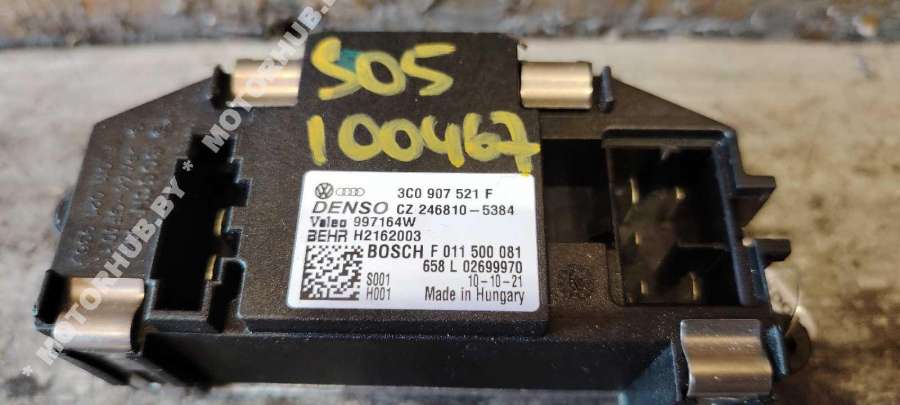 S05
100467
3C0 907 521 F
DENSO CZ 246810-5384
Valeo 997164W
BEHR H2162003
BOSCH F 011 500 081
658 L 02699970
S001 10-10-21
H001 Made in Hungary
* MOTORHUB.BY * MOTORHUB.BY